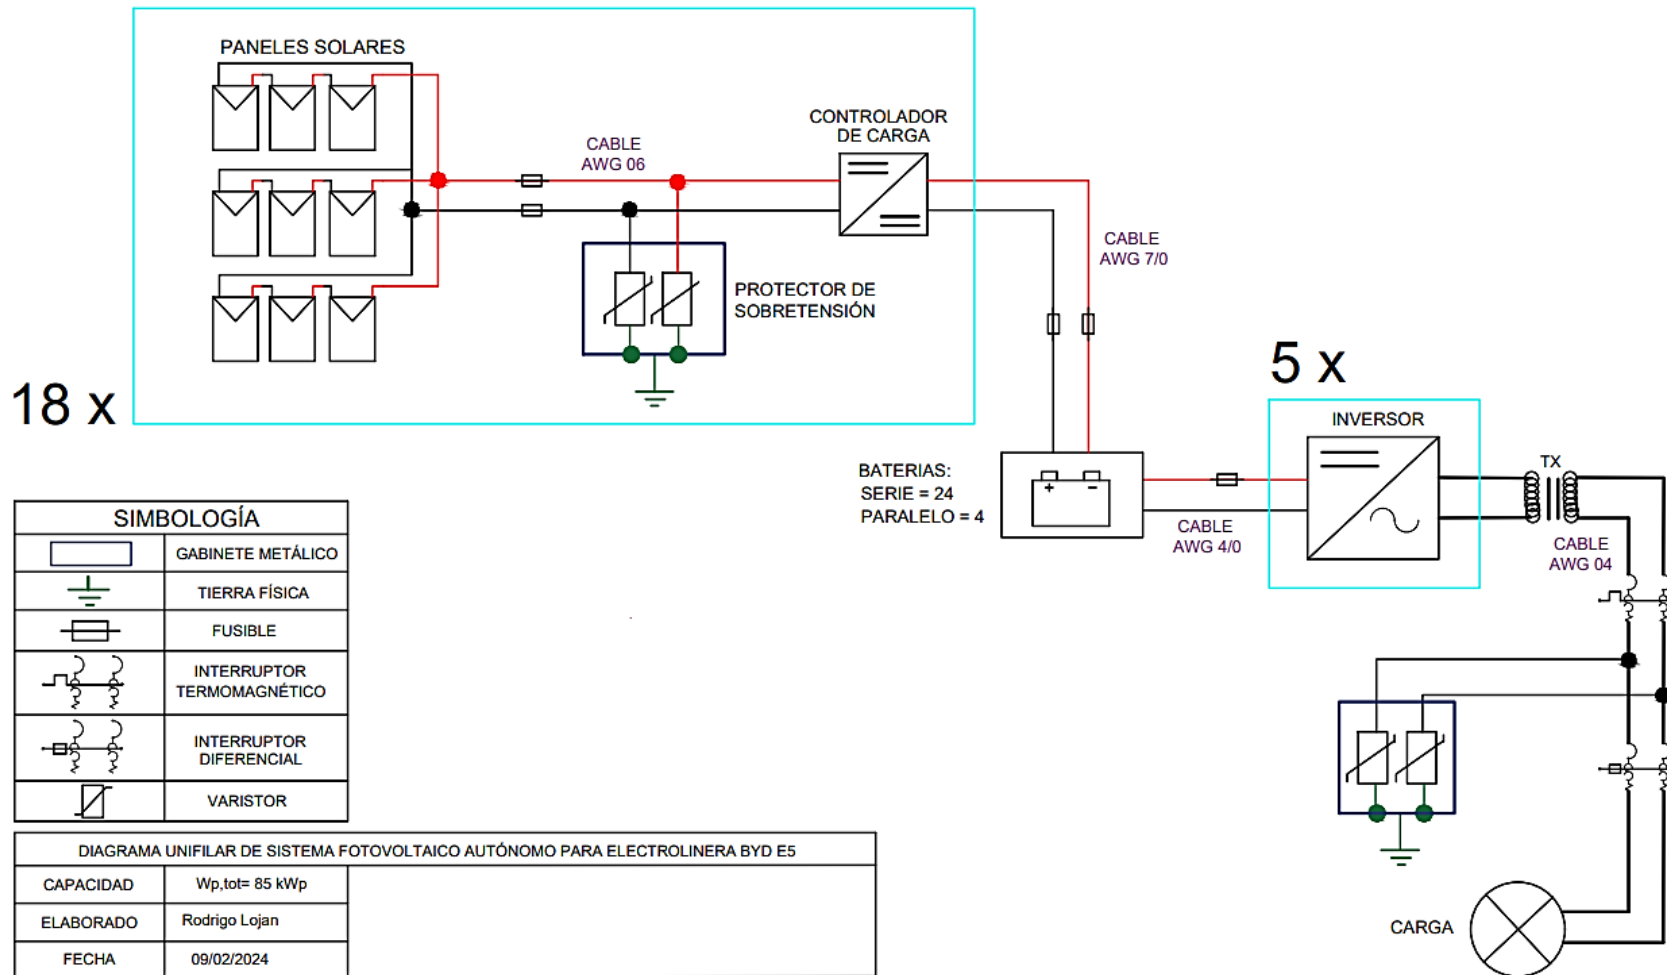 PANELES SOLARES
CABLE
AWG 06
CONTROLADOR
DE CARGA
CABLE
AWG 7/0
PROTECTOR DE
SOBRETENSIÓN
18 x
5 x
INVERSOR
BATERIAS:
SERIE = 24
PARALELO = 4
+ -
CABLE
AWG 4/0
TX
CABLE
AWG 04
SIMBOLOGÍA
GABINETE METÁLICO
TIERRA FÍSICA
FUSIBLE
INTERRUPTOR
TERMOMAGNÉTICO
INTERRUPTOR
DIFERENCIAL
VARISTOR
DIAGRAMA UNIFILAR DE SISTEMA FOTOVOLTAICO AUTÓNOMO PARA ELECTROLINERA BYD E5
CAPACIDAD Wp,tot= 85 kWp
ELABORADO Rodrigo Lojan
FECHA 09/02/2024
CARGA